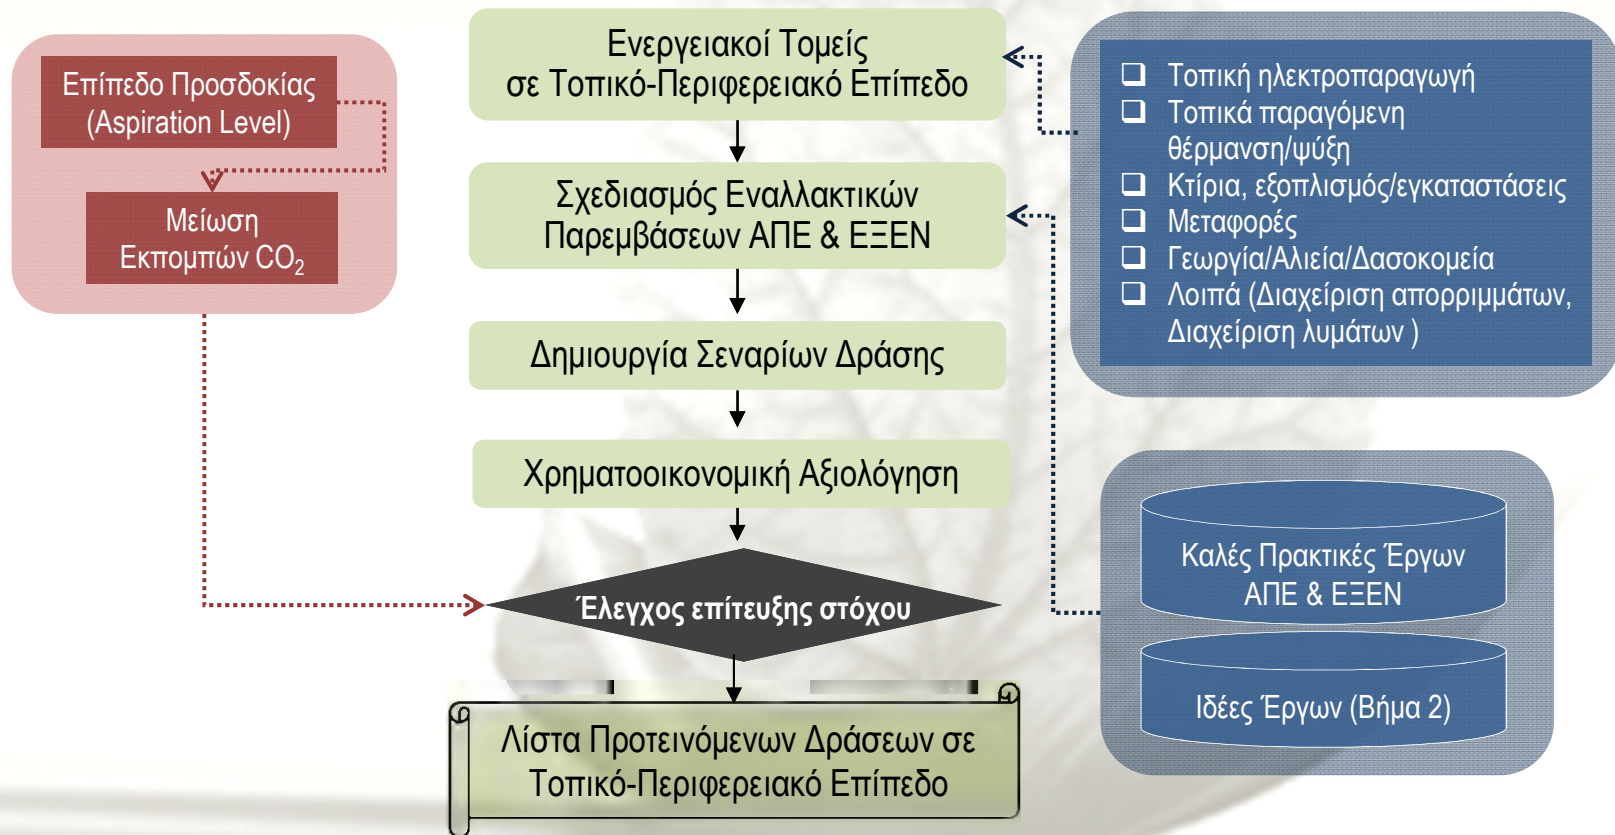 Επίπεδο Προσδοκίας
(Aspiration Level)
Μείωση
Εκπομπών CO₂
Ενεργειακοί Τομείς
σε Τοπικό-Περιφερειακό Επίπεδο
Σχεδιασμός Εναλλακτικών
Παρεμβάσεων ΑΠΕ & ΕΞΕΝ
Δημιουργία Σεναρίων Δράσης
Χρηματοοικονομική Αξιολόγηση
Έλεγχος επίτευξης στόχου
Λίστα Προτεινόμενων Δράσεων σε
Τοπικό-Περιφερειακό Επίπεδο
Τοπική ηλεκτροπαραγωγή
Τοπικά παραγόμενη
θέρμανση/ψύξη
Κτίρια, εξοπλισμός/εγκαταστάσεις
Μεταφορές
Γεωργία/Αλιεία/Δασοκομεία
Λοιπά (Διαχείριση απορριμμάτων,
Διαχείριση λυμάτων )
Καλές Πρακτικές Έργων
ΑΠΕ & ΕΞΕΝ
Ιδέες Έργων (Βήμα 2)